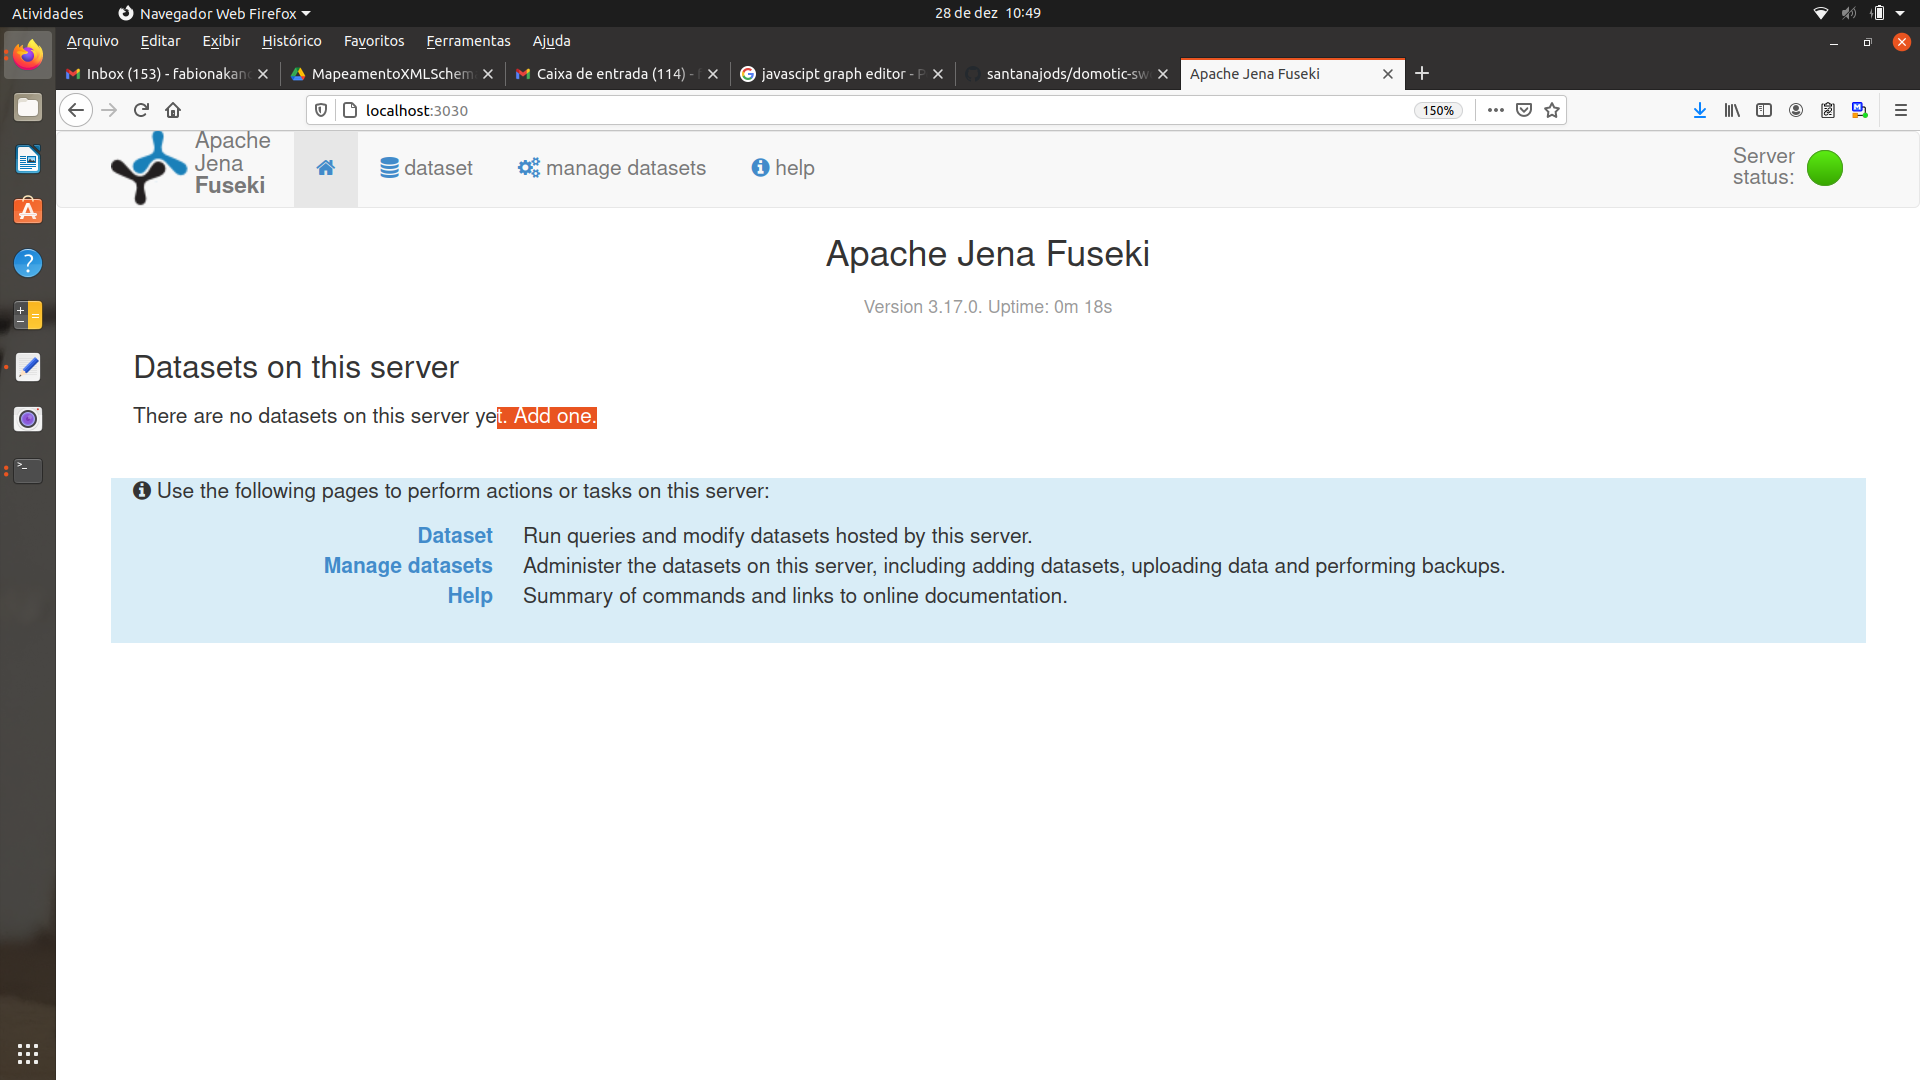 Atividades Navegador Web Firefox 28 de dez 10:49
Arquivo Editar Exibir Histórico Favoritos Ferramentas Ajuda
Inbox (153) - fabionakan MapeamentoXMLSchem Caixa de entrada (114) - javascipt graph editor - P santanajods/domotic-sw Apache Jena Fuseki
localhost:3030 150%
Apache
Jena
Fuseki
dataset manage datasets help
Server
status:
Apache Jena Fuseki
Version 3.17.0. Uptime: 0m 18s
Datasets on this server
There are no datasets on this server yet. Add one.
Use the following pages to perform actions or tasks on this server:
Dataset Run queries and modify datasets hosted by this server.
Manage datasets Administer the datasets on this server, including adding datasets, uploading data and performing backups.
Help Summary of commands and links to online documentation.